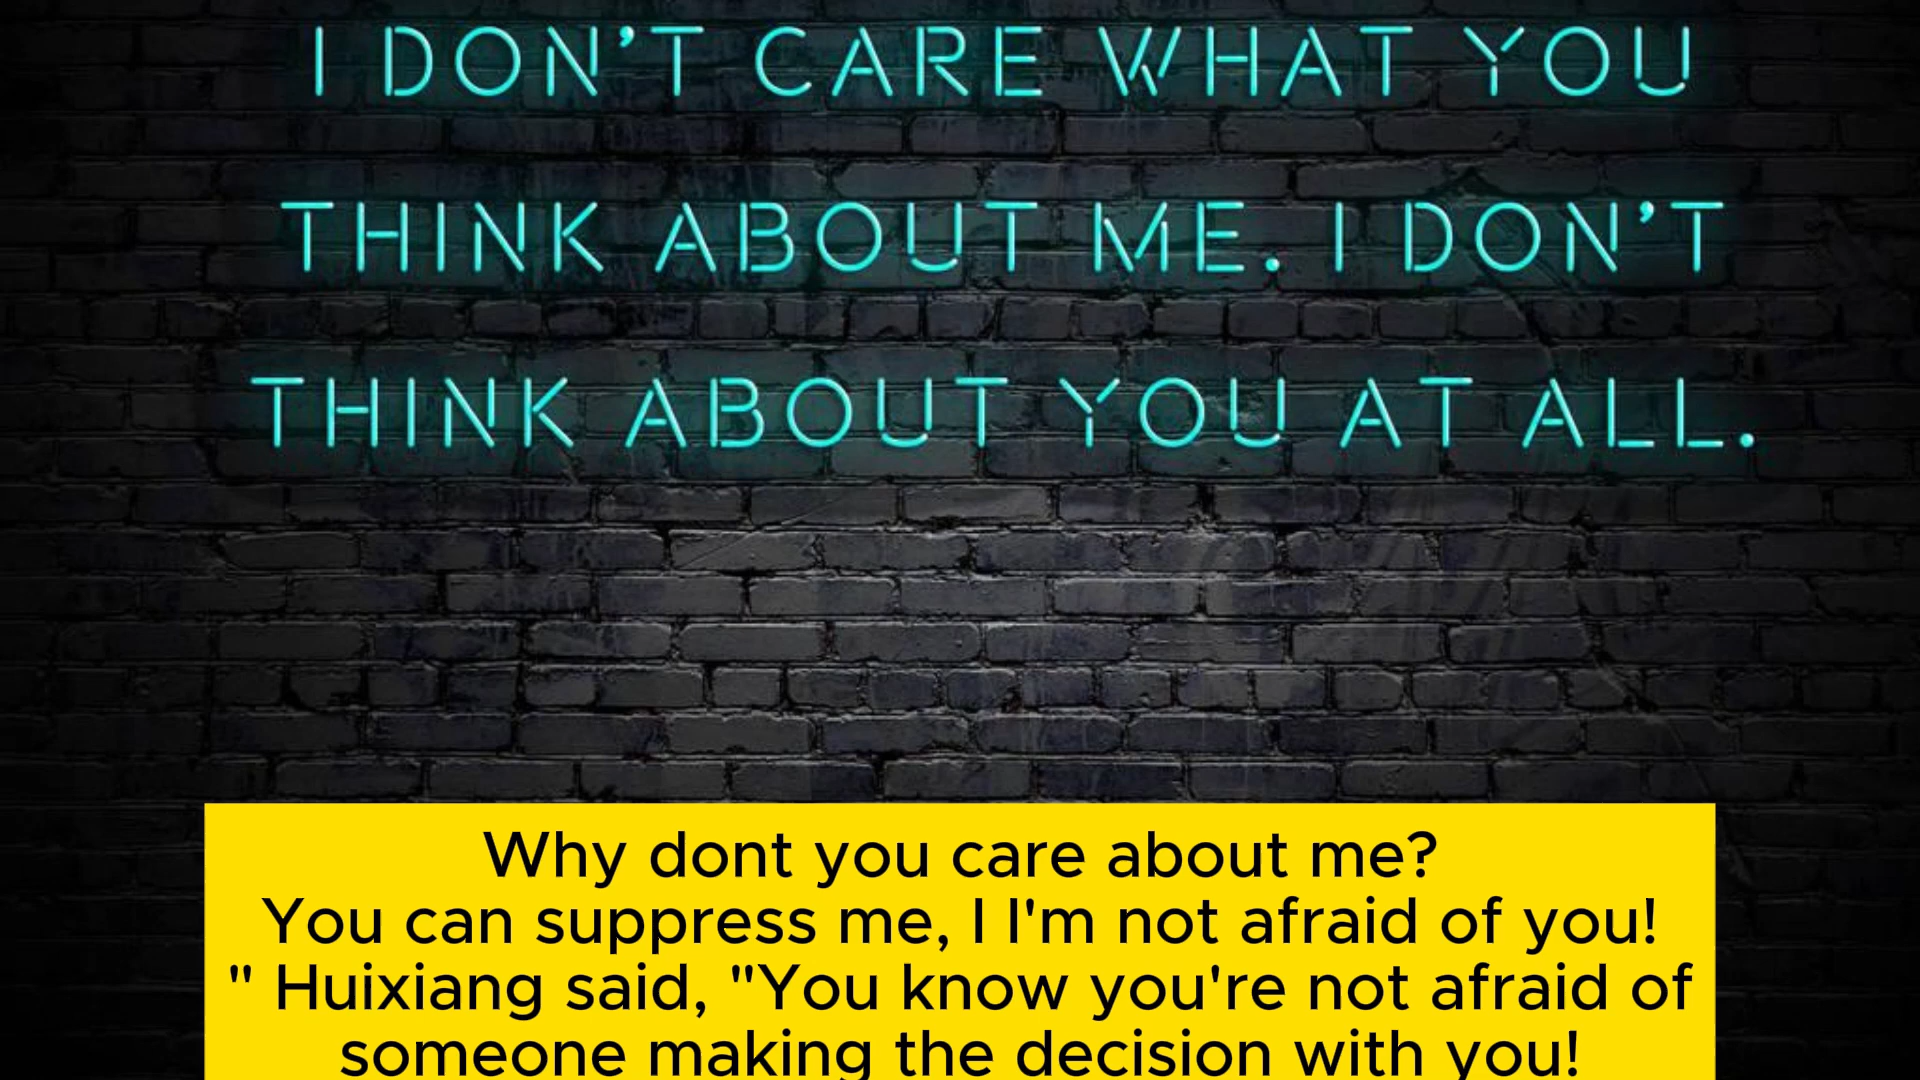 I DON’T CARE WHAT YOU
THINK ABOUT ME. I DON’T
THINK ABOUT YOU AT ALL.
Why dont you care about me?
You can suppress me, I I'm not afraid of you!
" Huixiang said, "You know you're not afraid of
someone making the decision with you!